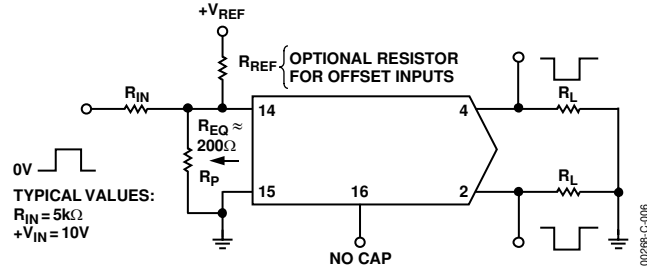 +VREF
RREF
OPTIONAL RESISTOR
FOR OFFSET INPUTS
RIN
RL
14
4
REQ ≈
200Ω
0V
RP
RL
15
16
2
TYPICAL VALUES:
RIN = 5kΩ
+VIN = 10V
NO CAP
00268-C-006